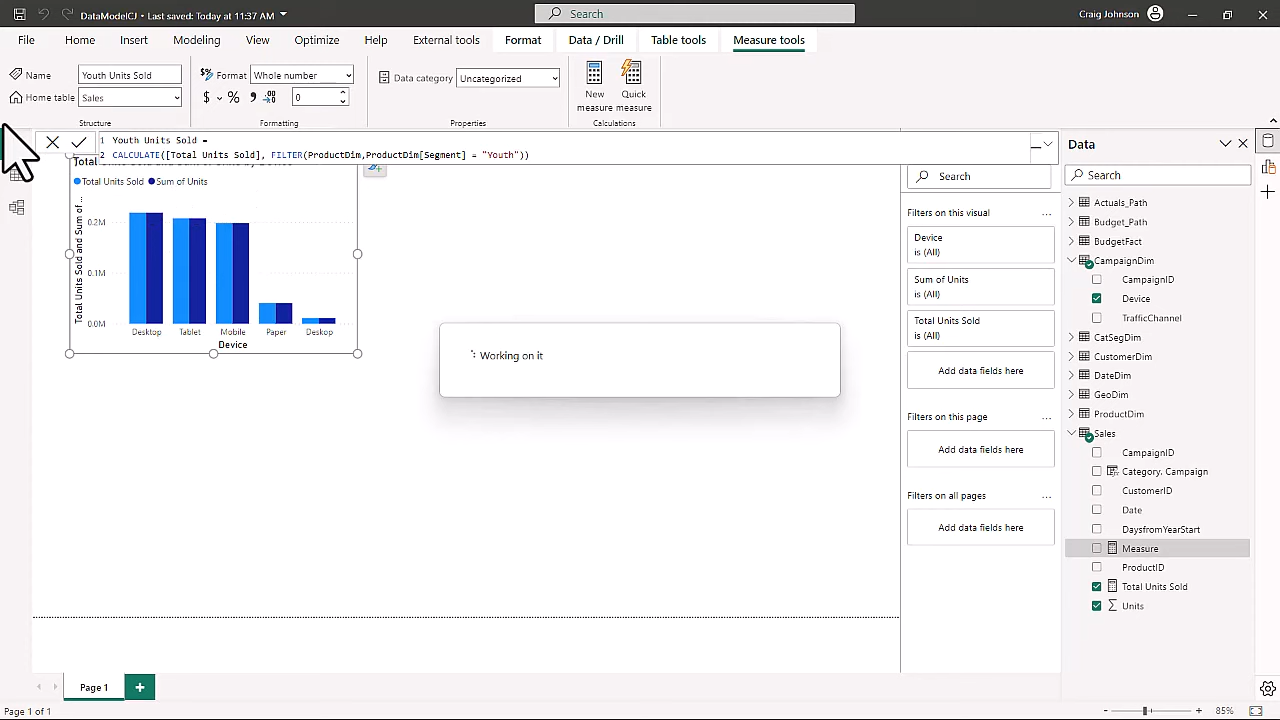 DataModelCJ • Last saved: Today at 11:37 AM
Search
Craig Johnson
File Home Insert Modeling View Optimize Help External tools Format Data / Drill Table tools Measure tools
Name Youth Units Sold
Home table Sales
Structure
Format Whole number
$ % 0
Formatting
Data category Uncategorized
Properties
New measure
Quick measure
Calculations
1 Youth Units Sold =
2 CALCULATE([Total Units Sold], FILTER(ProductDim,ProductDim[Segment] = "Youth"))
Total
Total Units Sold Sum of Units
Total Units Sold and Sum of ...
0.2M
0.1M
0.0M
Desktop Tablet Mobile Paper Deskop
Device
Working on it
Search
Filters on this visual ...
Device
is (All)
Sum of Units
is (All)
Total Units Sold
is (All)
Add data fields here
Filters on this page ...
Add data fields here
Filters on all pages ...
Add data fields here
Data
Search
Actuals_Path
Budget_Path
BudgetFact
CampaignDim
CampaignID
Device
TrafficChannel
CatSegDim
CustomerDim
DateDim
GeoDim
ProductDim
Sales
CampaignID
Category. Campaign
CustomerID
Date
DaysfromYearStart
Measure
ProductID
Total Units Sold
Units
Page 1
Page 1 of 1
85%